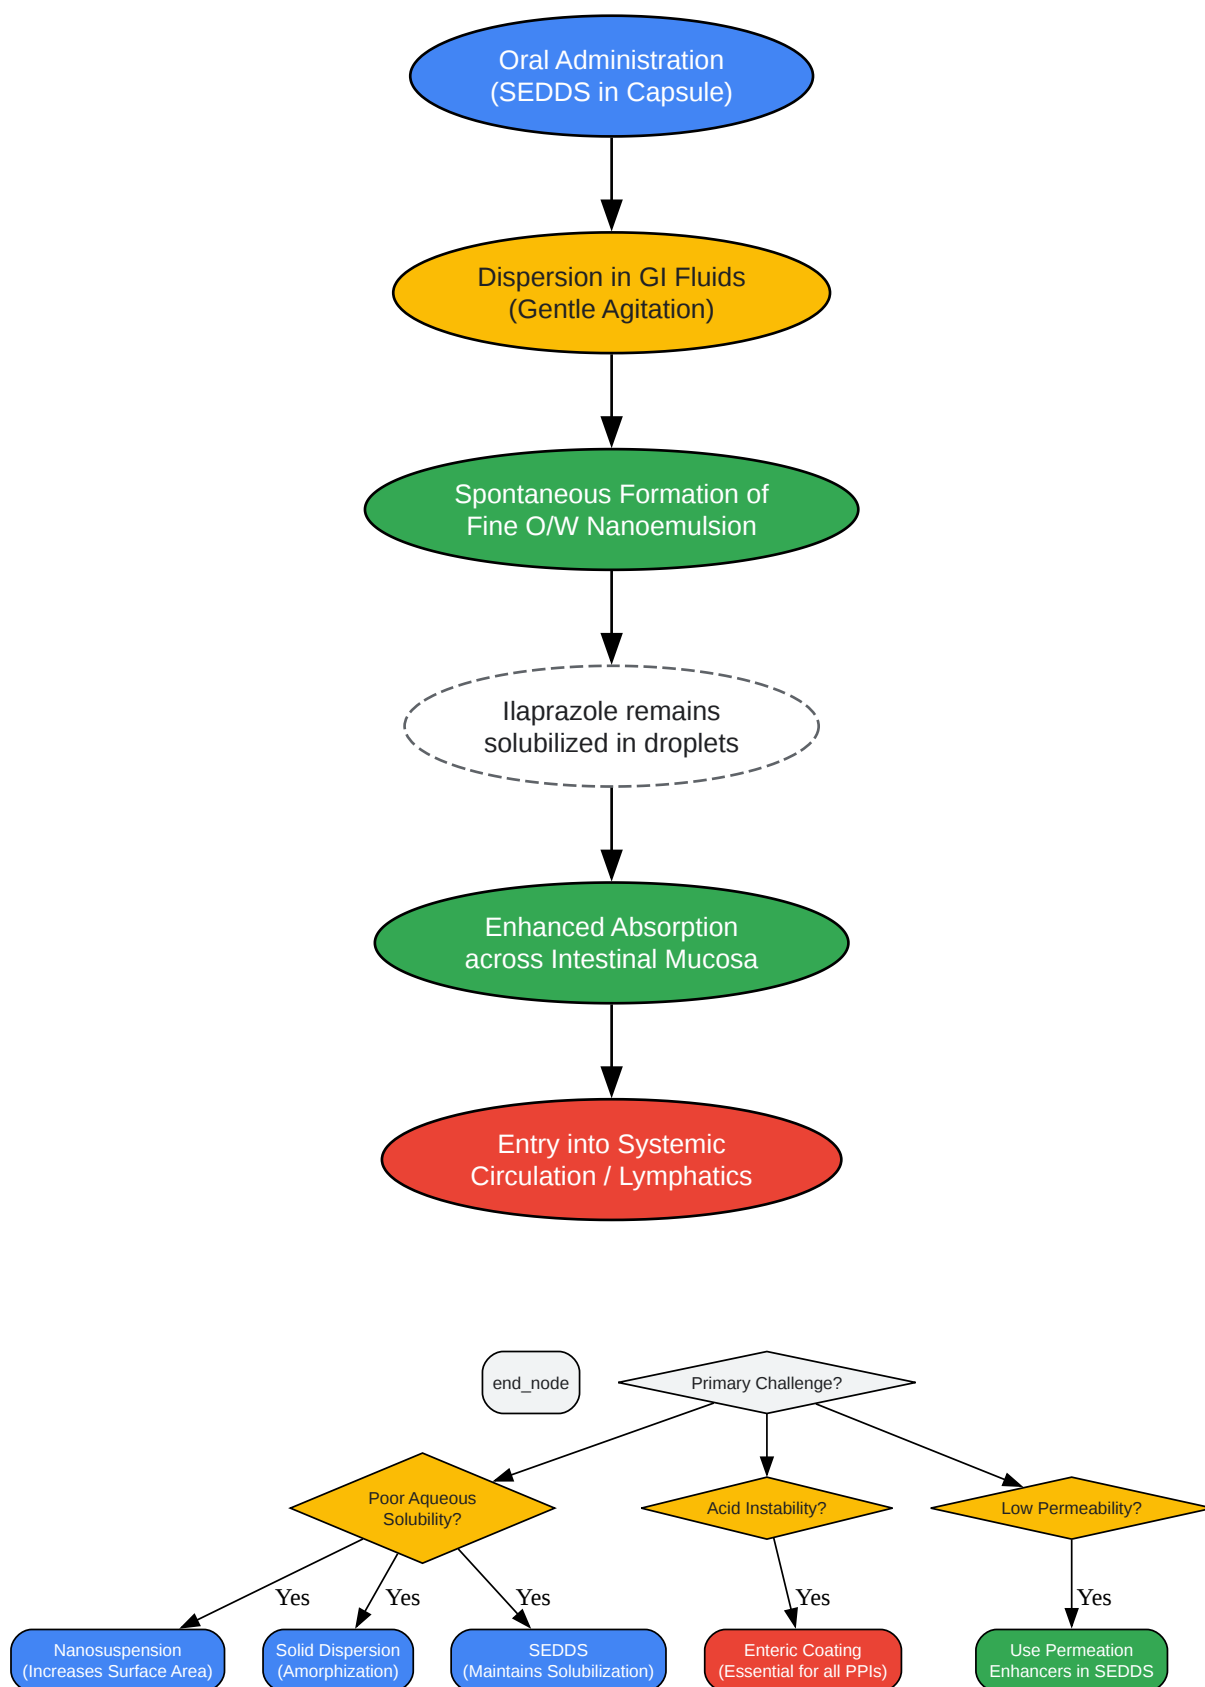 Oral Administration
(SEDDS in Capsule)
Dispersion in GI Fluids
(Gentle Agitation)
Spontaneous Formation of
Fine O/W Nanoemulsion
Ilaprazole remains
solubilized in droplets
Enhanced Absorption
across Intestinal Mucosa
Entry into Systemic
Circulation / Lymphatics
end_node
Primary Challenge?
Poor Aqueous
Solubility?
Acid Instability?
Low Permeability?
Yes
Yes
Yes
Yes
Yes
Nanosuspension
(Increases Surface Area)
Solid Dispersion
(Amorphization)
SEDDS
(Maintains Solubilization)
Enteric Coating
(Essential for all PPIs)
Use Permeation
Enhancers in SEDDS